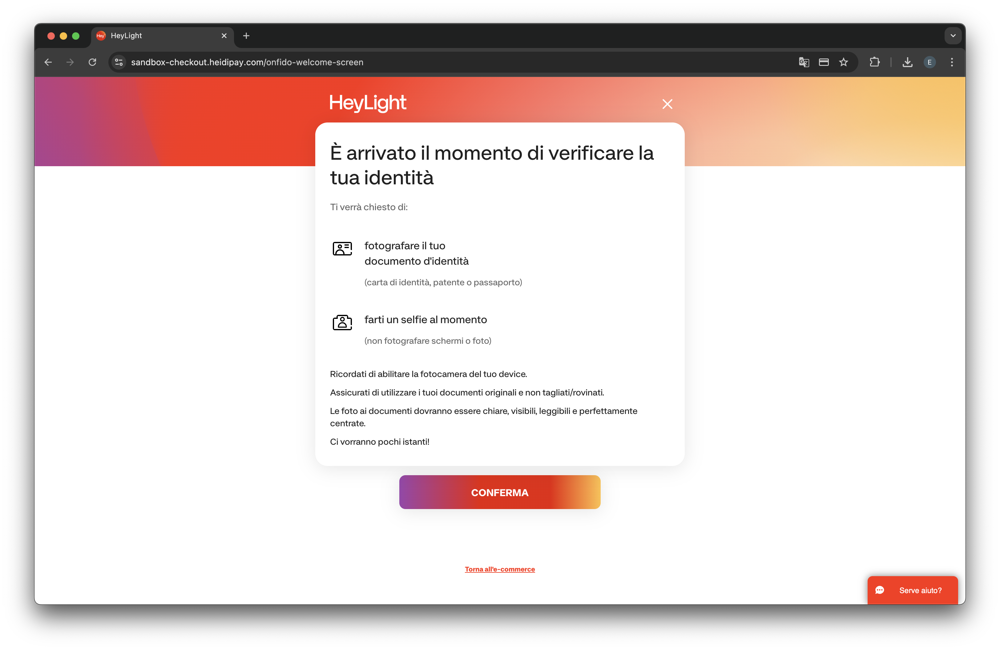 Hey
HeyLight
sandbox-checkout.heidipay.com/onfido-welcome-screen
E
HeyLight
È arrivato il momento di verificare la
tua identità
Ti verrà chiesto di:
fotografare il tuo
documento d'identità
(carta di identità, patente o passaporto)
farti un selfie al momento
(non fotografare schermi o foto)
Ricordati di abilitare la fotocamera del tuo device.
Assicurati di utilizzare i tuoi documenti originali e non tagliati/rovinati.
Le foto ai documenti dovranno essere chiare, visibili, leggibili e perfettamente
centrate.
Ci vorranno pochi istanti!
CONFERMA
Torna all'e-commerce
Serve aiuto?